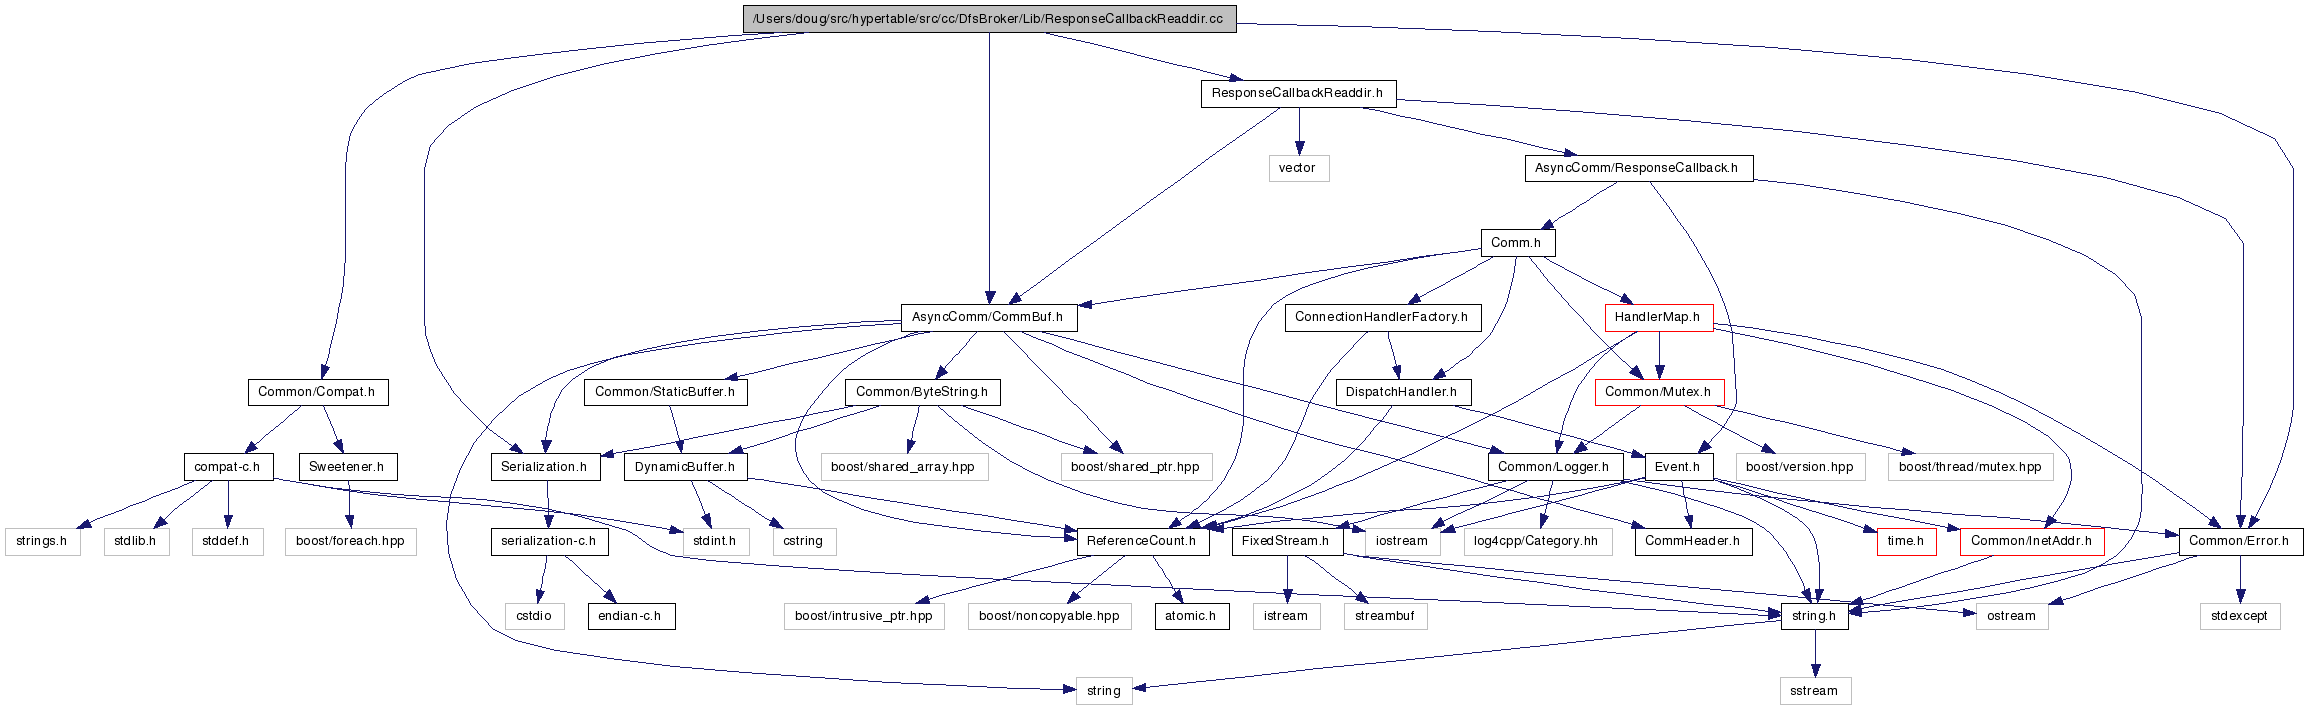 /Users/doug/src/hypertable/src/cc/DfsBroker/Lib/ResponseCallbackReaddir.cc
ResponseCallbackReaddir.h
vector
AsyncComm/ResponseCallback.h
Comm.h
AsyncComm/CommBuf.h
ConnectionHandlerFactory.h
HandlerMap.h
Common/Compat.h
Common/StaticBuffer.h
Common/ByteString.h
DispatchHandler.h
Common/Mutex.h
compat-c.h
Sweetener.h
Serialization.h
DynamicBuffer.h
boost/shared_array.hpp
boost/shared_ptr.hpp
Common/Logger.h
Event.h
boost/version.hpp
boost/thread/mutex.hpp
strings.h
stdlib.h
stddef.h
boost/foreach.hpp
serialization-c.h
stdint.h
cstring
ReferenceCount.h
FixedStream.h
iostream
log4cpp/Category.hh
CommHeader.h
time.h
Common/InetAddr.h
Common/Error.h
cstdio
endian-c.h
boost/intrusive_ptr.hpp
boost/noncopyable.hpp
atomic.h
istream
streambuf
string.h
ostream
stdexcept
string
sstream